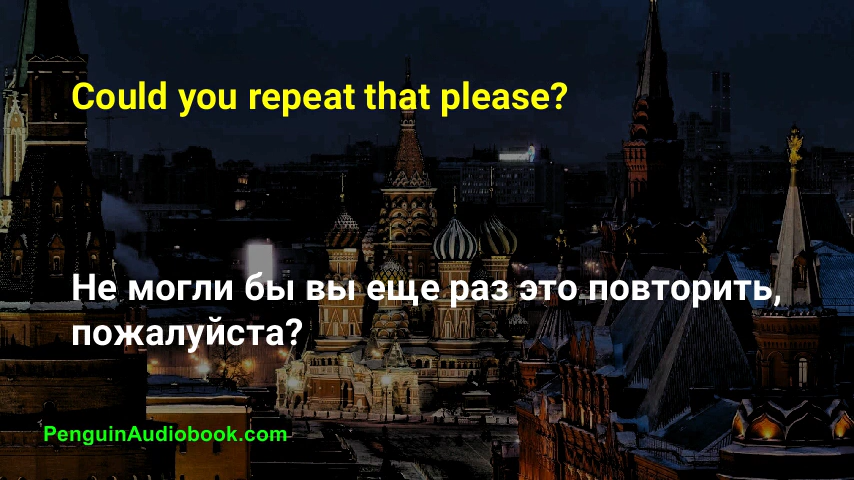 Could you repeat that please?
Не могли бы вы еще раз это повторить,
пожалуйста?
PenguinAudiobook.com